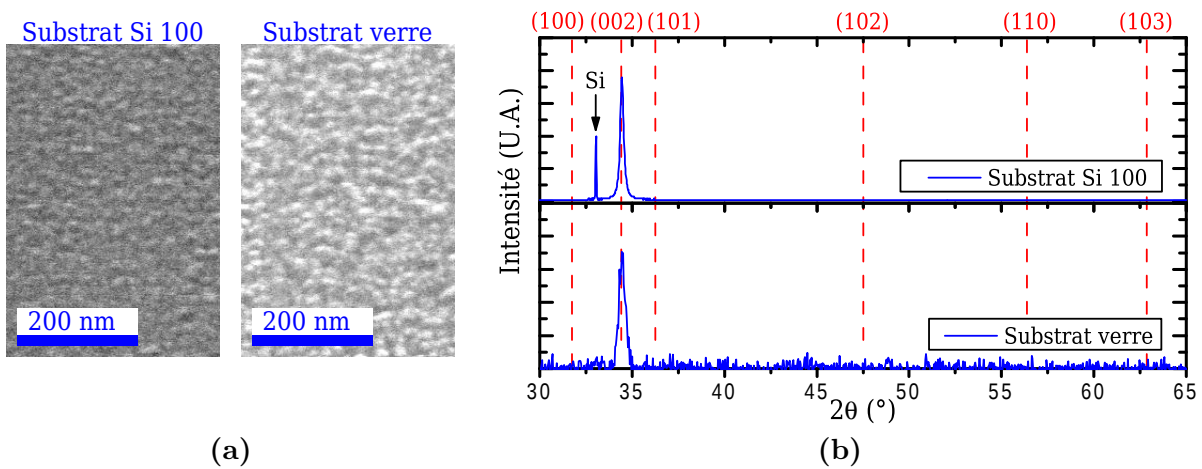 Substrat Si 100
Substrat verre
200 nm
200 nm
(a)
(100) (002) (101) (102) (110) (103)
Si
Substrat Si 100
Intensité (U.A.)
Substrat verre
30 35 40 45 50 55 60 65
2θ (°)
(b)